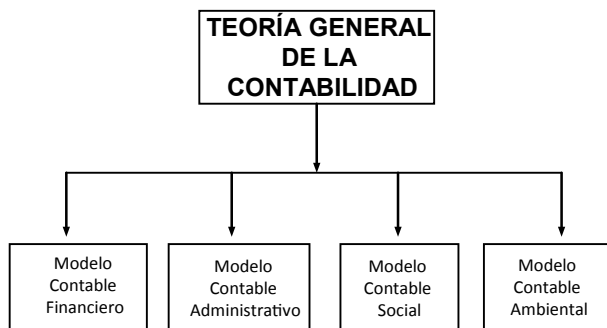 TEORÍA GENERAL
DE LA
CONTABILIDAD
Modelo
Contable
Financiero
Modelo
Contable
Administrativo
Modelo
Contable
Social
Modelo
Contable
Ambiental